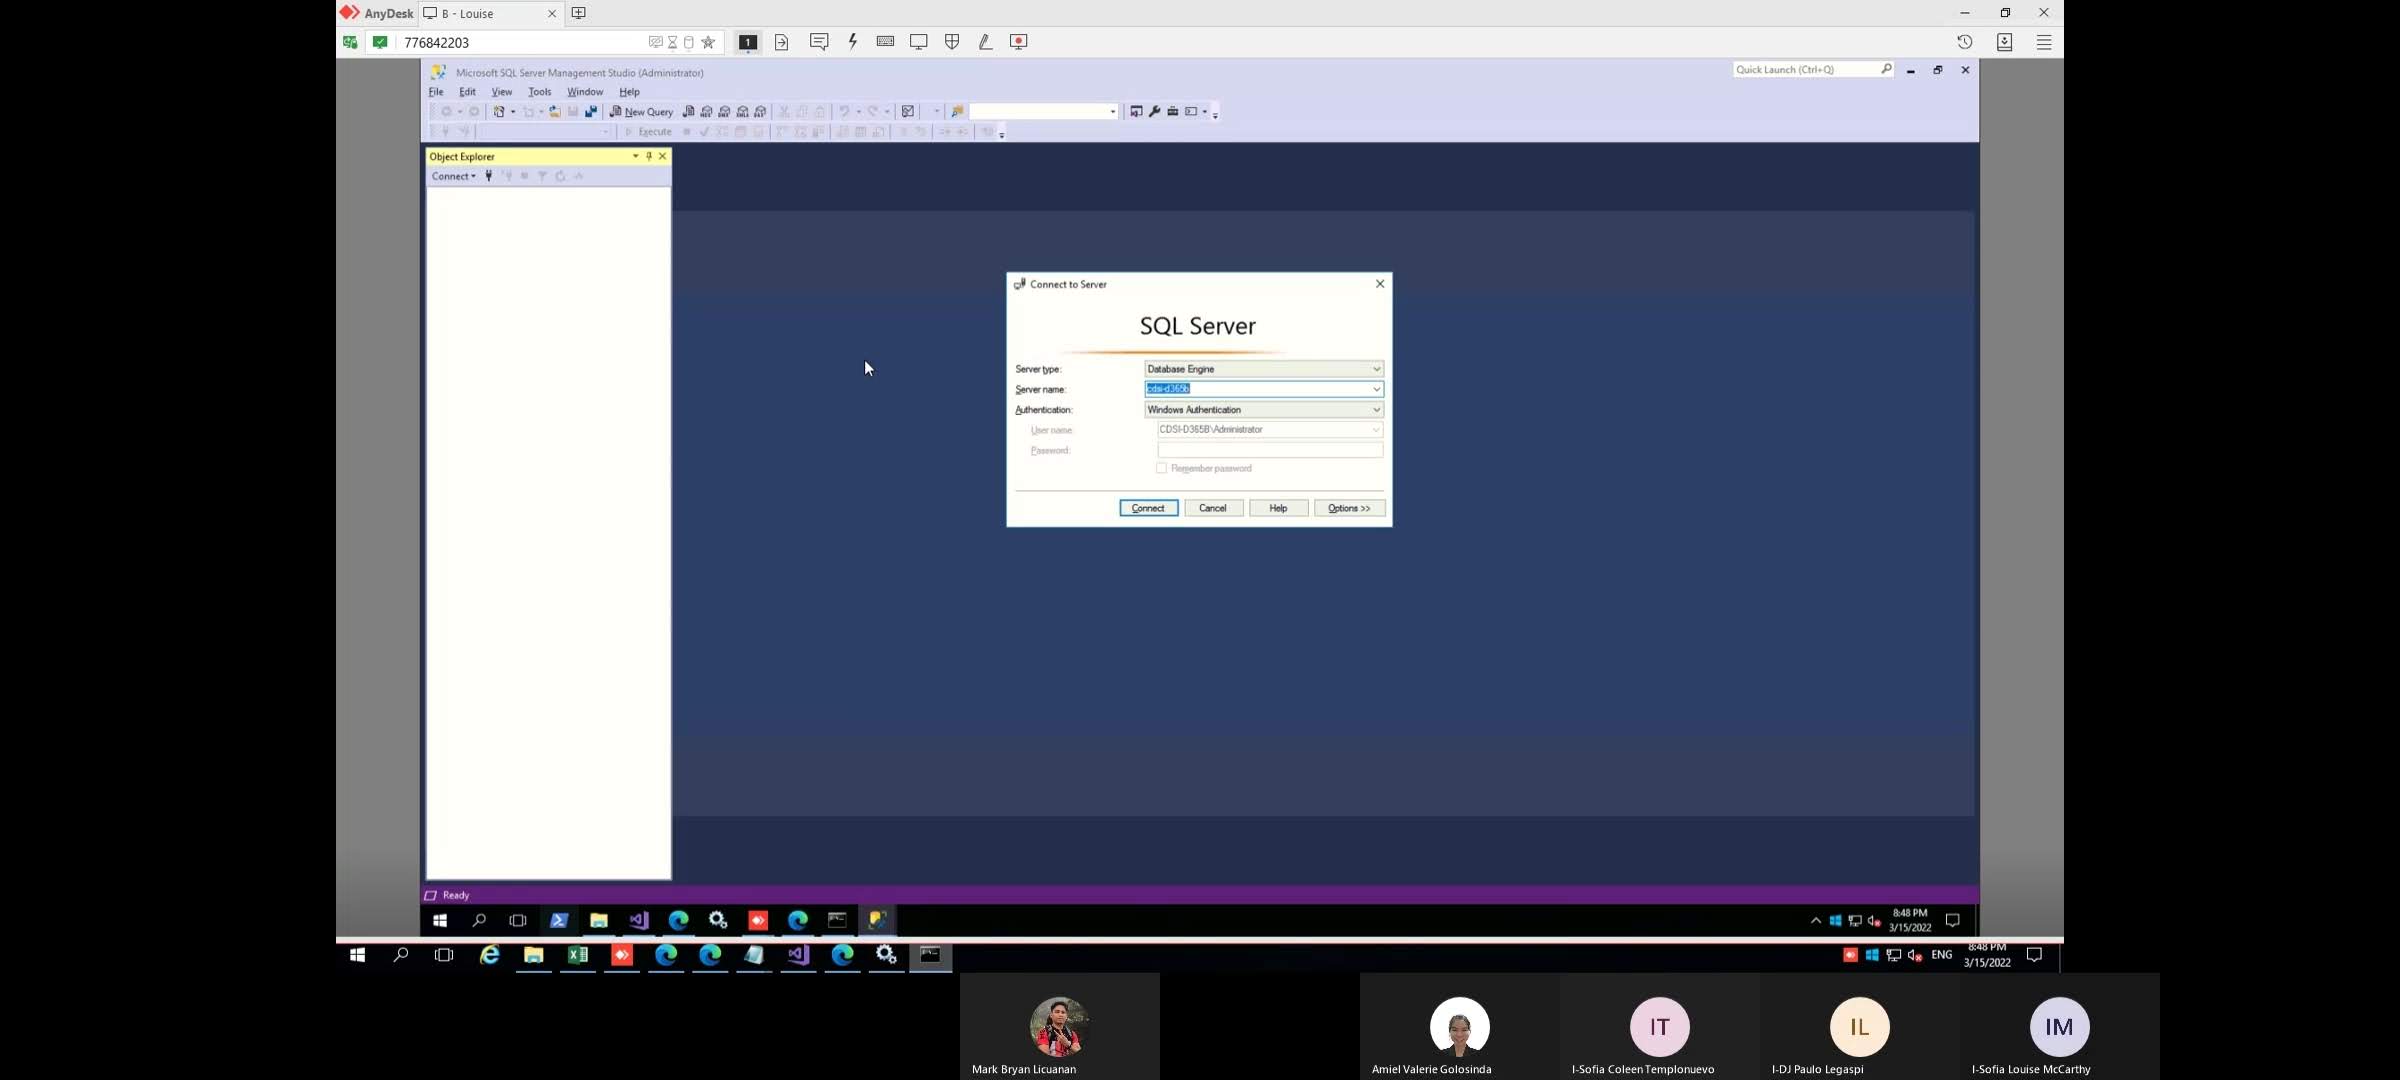 AnyDesk B - Louise
776842203 1
Microsoft SQL Server Management Studio (Administrator)
Quick Launch (Ctrl+Q)
File Edit View Tools Window Help
New Query
Execute
Object Explorer
Connect
Connect to Server
SQL Server
Server type: Database Engine
Server name: cdsi-d365b
Authentication: Windows Authentication
User name: CDSI-D365B\Administrator
Password:
Remember password
Connect Cancel Help Options >>
Ready
8:48 PM
3/15/2022
ENG
8:48 PM
3/15/2022
IT
IL
IM
Mark Bryan Licuanan
Amiel Valerie Golosinda
I-Sofia Coleen Templonuevo
I-DJ Paulo Legaspi
I-Sofia Louise McCarthy